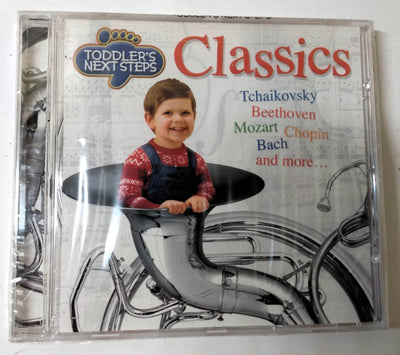 TODDLER'S
NEXT STEPS
Classics
Tchaikovsky
Beethoven
Mozart Chopin
Bach
and more...